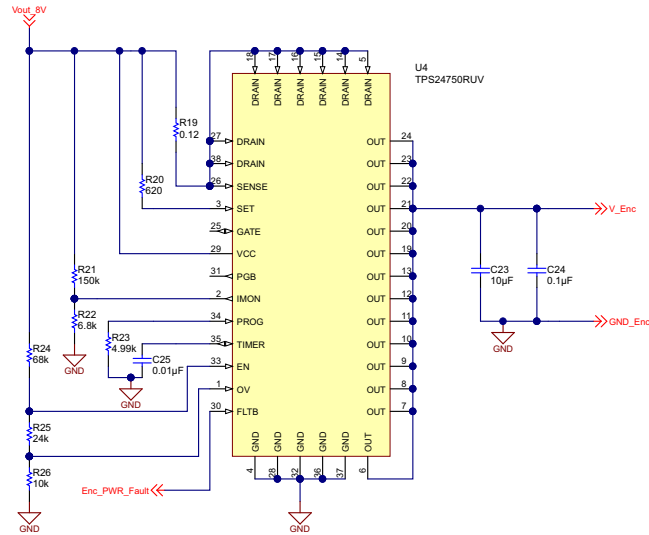 Vout_8V
18
17
16
15
14
5
DRAIN
DRAIN
DRAIN
DRAIN
DRAIN
DRAIN
U4
TPS24750RUV
R19
0.12
27
DRAIN
OUT
24
38
DRAIN
OUT
23
26
SENSE
OUT
22
R20
620
3
SET
OUT
21
V_Enc
25
GATE
OUT
20
29
VCC
OUT
19
R21
150k
31
PGB
OUT
13
C23
10µF
C24
0.1µF
2
IMON
OUT
12
R22
6.8k
34
PROG
OUT
11
GND_Enc
R23
4.99k
35
TIMER
OUT
10
GND
R24
68k
GND
C25
0.01µF
33
EN
OUT
9
1
OV
OUT
8
GND
30
FLTB
OUT
7
R25
24k
GND
GND
GND
GND
GND
OUT
4
28
32
36
37
6
R26
10k
Enc_PWR_Fault
GND
GND